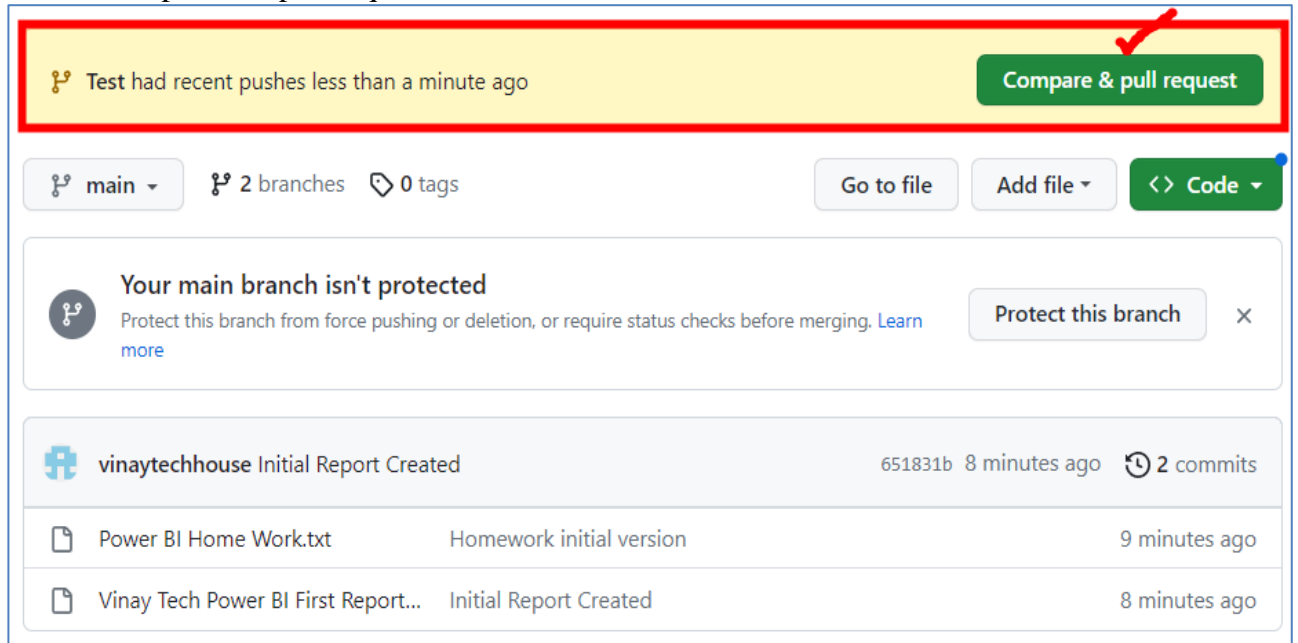 Test had recent pushes less than a minute ago Compare & pull request
main 2 branches 0 tags Go to file Add file <> Code
Your main branch isn't protected
Protect this branch from force pushing or deletion, or require status checks before merging. Learn
more
Protect this branch
vinaytechhouse Initial Report Created 651831b 8 minutes ago 2 commits
Power BI Home Work.txt Homework initial version 9 minutes ago
Vinay Tech Power BI First Report... Initial Report Created 8 minutes ago